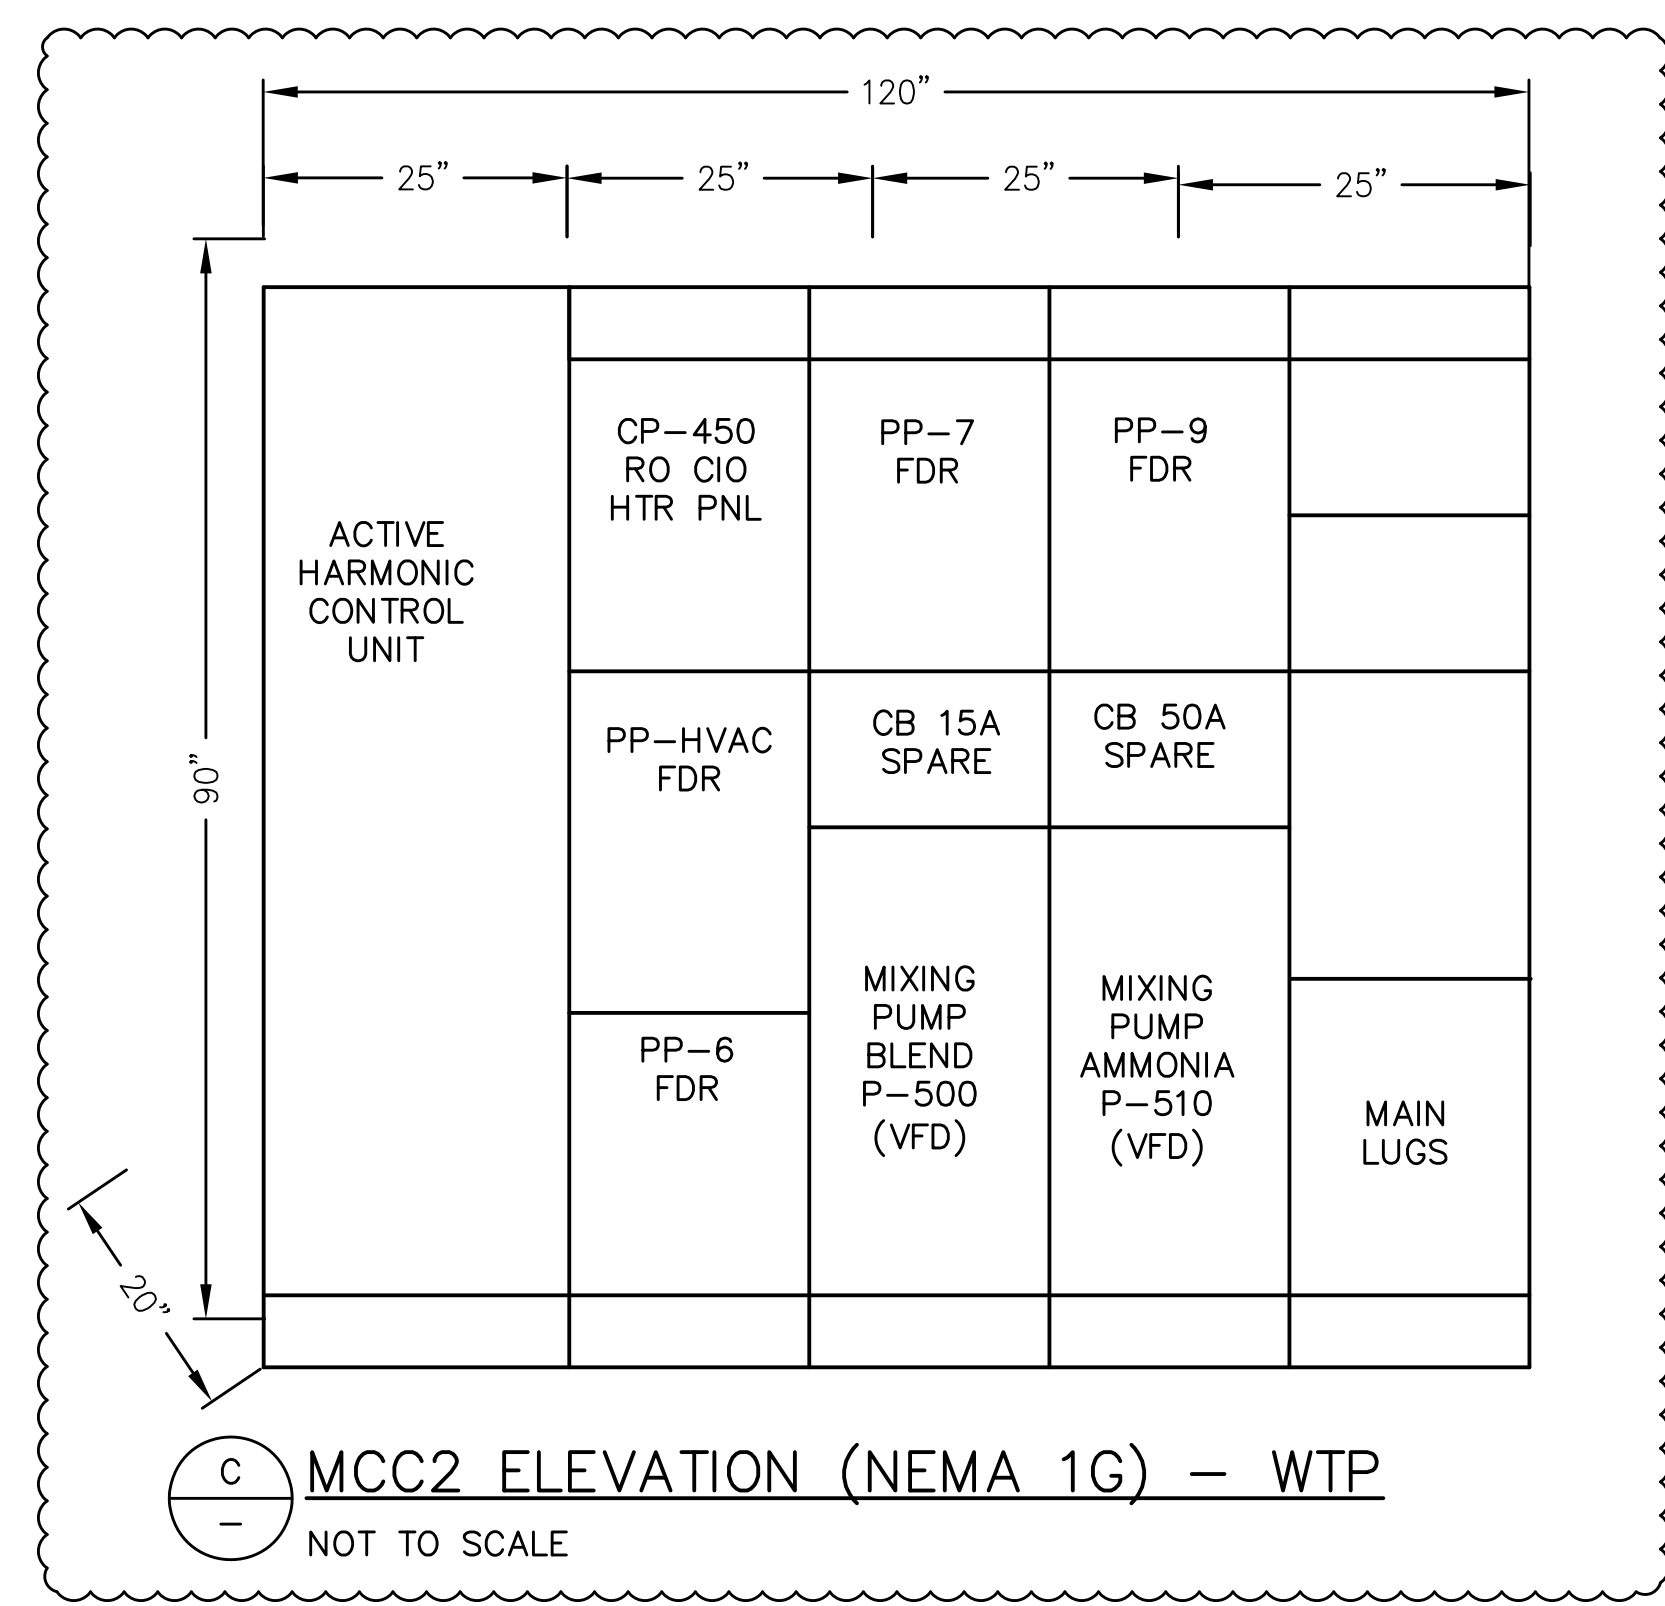 120"
25" 25" 25" 25"
90"
20"
ACTIVE
HARMONIC
CONTROL
UNIT
CP-450
RO CIO
HTR PNL
PP-HVAC
FDR
PP-6
FDR
PP-7
FDR
CB 15A
SPARE
MIXING
PUMP
BLEND
P-500
(VFD)
PP-9
FDR
CB 50A
SPARE
MIXING
PUMP
AMMONIA
P-510
(VFD)
MAIN
LUGS
C
-
MCC2 ELEVATION (NEMA 1G) - WTP
NOT TO SCALE